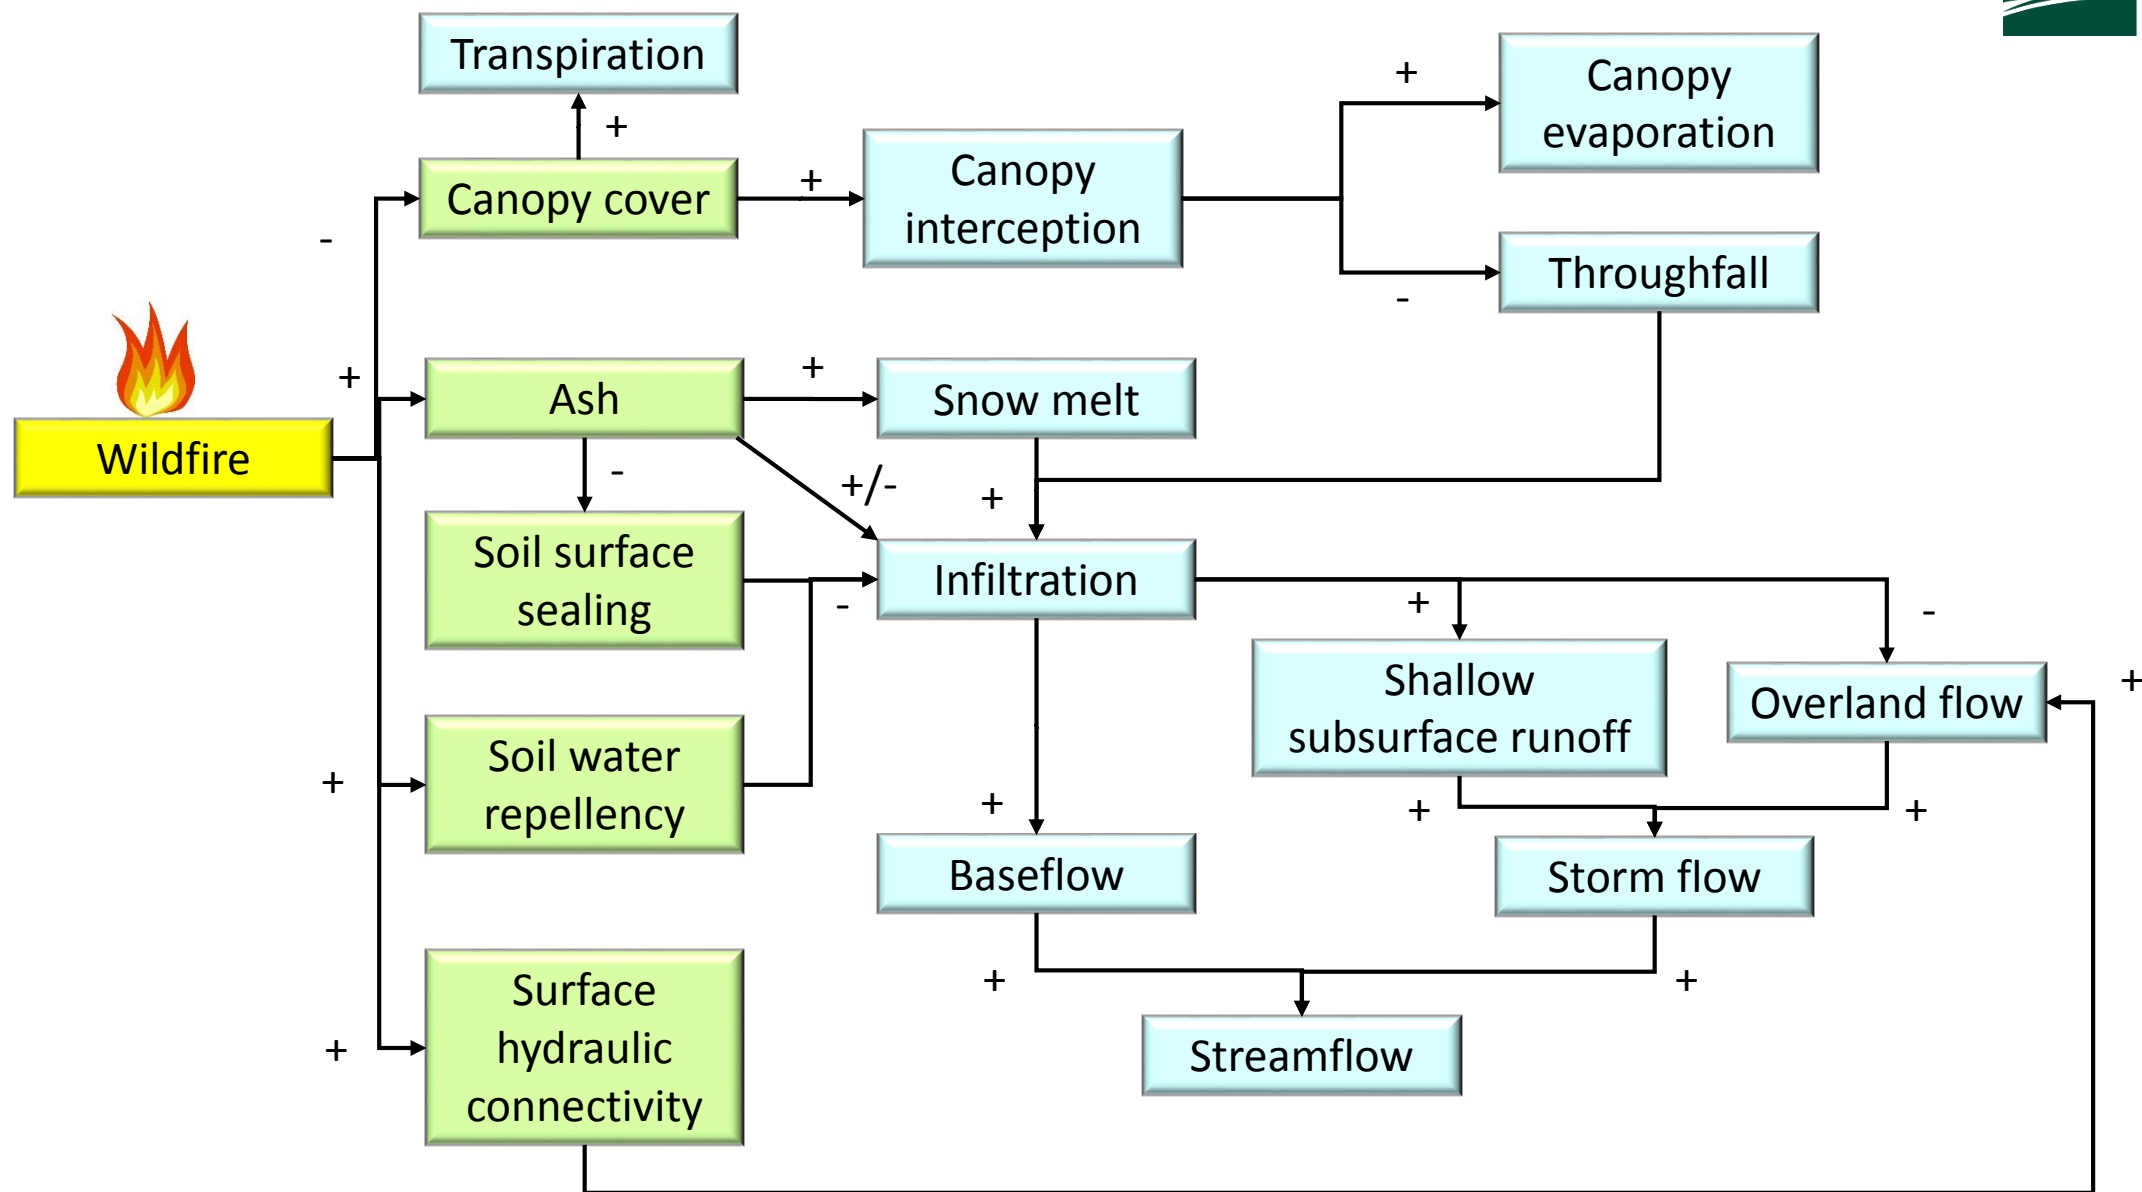 Transpiration
+
Canopy
evaporation
+
Canopy cover
+
Canopy
interception
-
Throughfall
-
+
Ash
+
Snow melt
Wildfire
-
+/-
+
Soil surface
sealing
-
Infiltration
+
-
Shallow
subsurface runoff
Overland flow
+
+
Soil water
repellency
+
+
+
Baseflow
Storm flow
+
+
+
Surface
hydraulic
connectivity
Streamflow